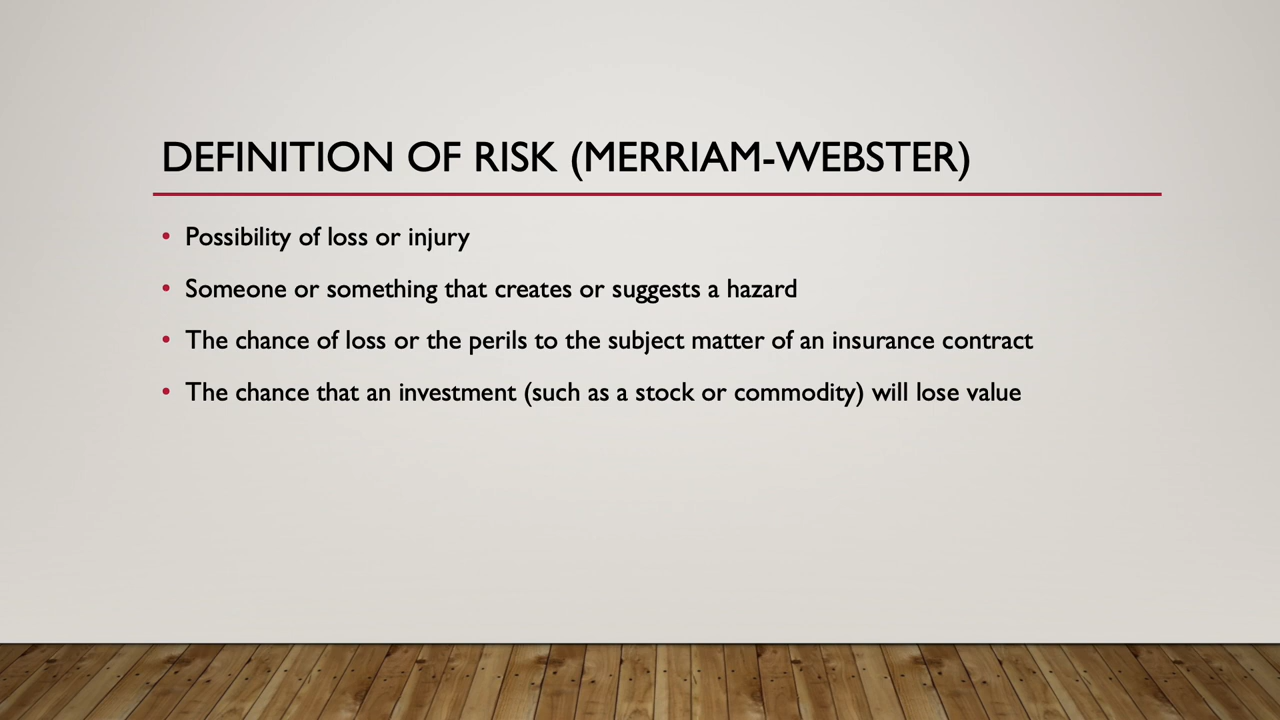 DEFINITION OF RISK (MERRIAM-WEBSTER)
• Possibility of loss or injury
• Someone or something that creates or suggests a hazard
• The chance of loss or the perils to the subject matter of an insurance contract
• The chance that an investment (such as a stock or commodity) will lose value